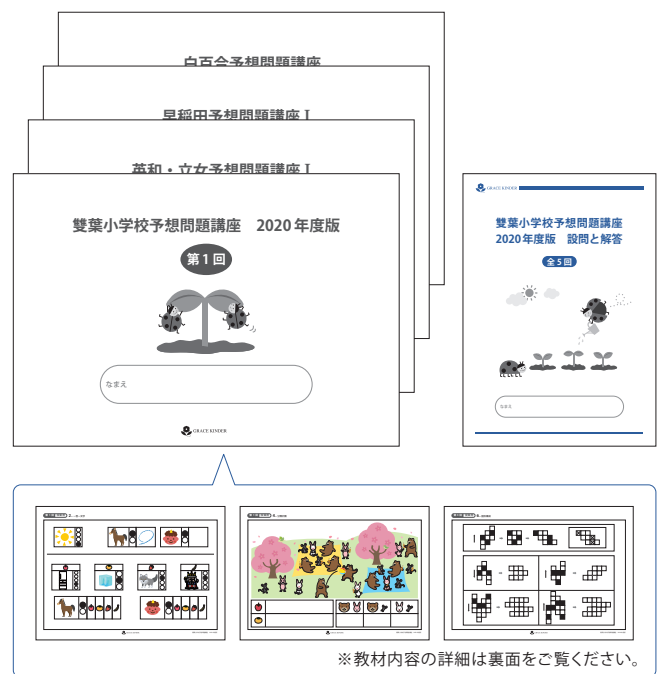 白百合予想問題講座
早稲田予想問題講座 I
英和・立女予想問題講座 I
雙葉小学校予想問題講座 2020年度版
第1回
なまえ
GRACE KINDER
GRACE KINDER
雙葉小学校予想問題講座
2020年度版 設問と解答
全5回
なまえ
※教材内容の詳細は裏面をご覧ください。